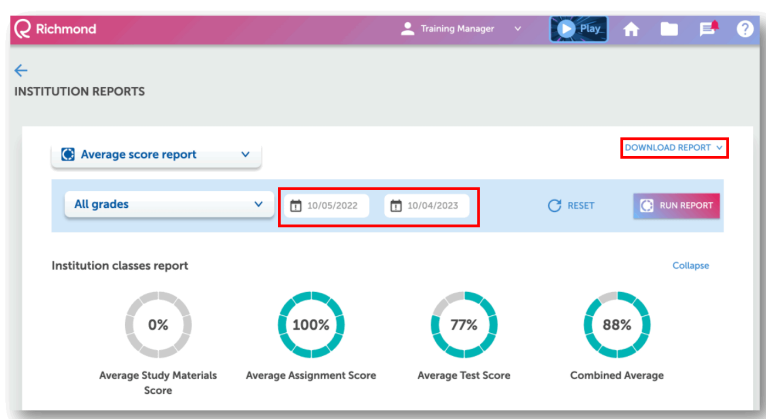 Richmond
Training Manager
Play
?
INSTITUTION REPORTS
Average score report
DOWNLOAD REPORT
All grades
10/05/2022
10/04/2023
RESET
RUN REPORT
Institution classes report
Collapse
0%
100%
77%
88%
Average Study Materials
Score
Average Assignment Score
Average Test Score
Combined Average